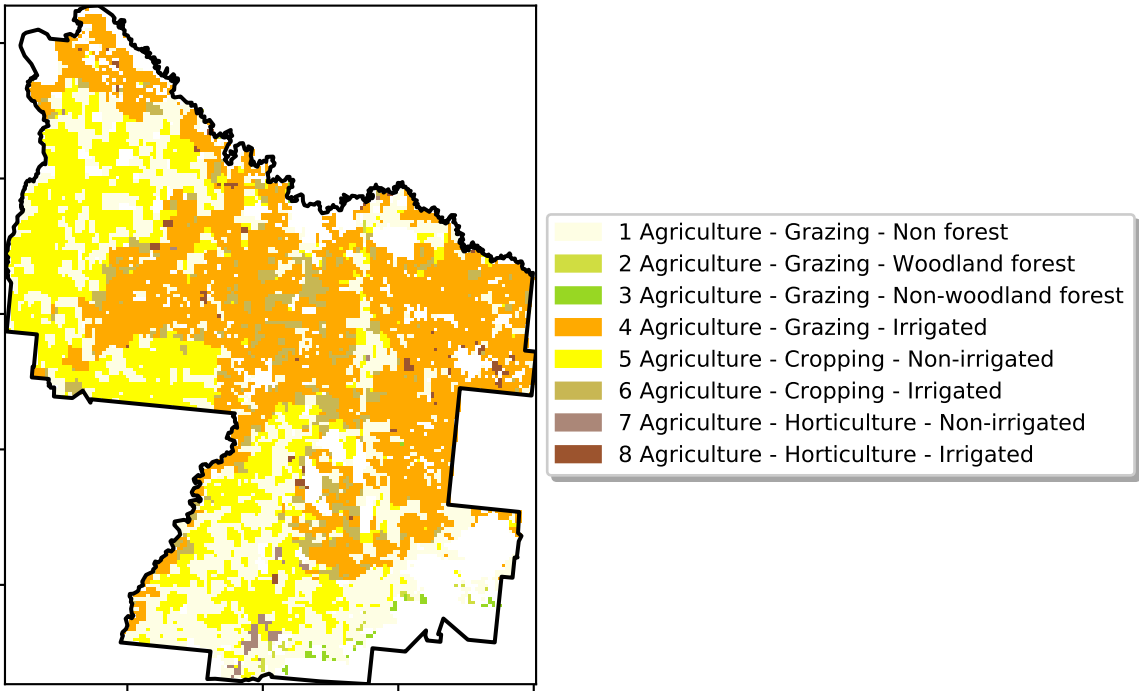 1 Agriculture - Grazing - Non forest
2 Agriculture - Grazing - Woodland forest
3 Agriculture - Grazing - Non-woodland forest
4 Agriculture - Grazing - Irrigated
5 Agriculture - Cropping - Non-irrigated
6 Agriculture - Cropping - Irrigated
7 Agriculture - Horticulture - Non-irrigated
8 Agriculture - Horticulture - Irrigated